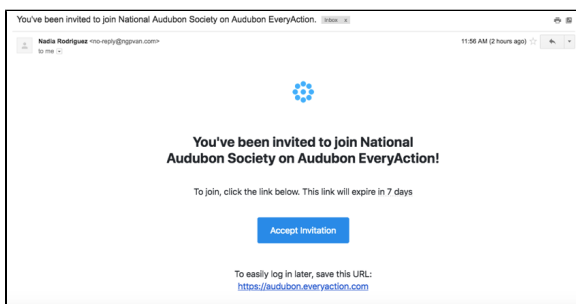 You've been invited to join National Audubon Society on Audubon EveryAction. Inbox x
Nadia Rodriguez <no-reply@ngpvan.com>
to me
11:56 AM (2 hours ago)
You've been invited to join National
Audubon Society on Audubon EveryAction!
To join, click the link below. This link will expire in 7 days
Accept Invitation
To easily log in later, save this URL:
https://audubon.everyaction.com